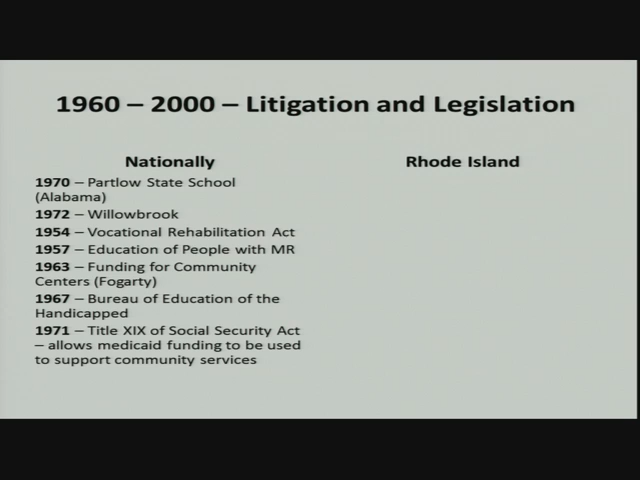 1960 – 2000 – Litigation and Legislation
Nationally
1970 – Partlow State School
(Alabama)
1972 – Willowbrook
1954 – Vocational Rehabilitation Act
1957 – Education of People with MR
1963 – Funding for Community
Centers (Fogarty)
1967 – Bureau of Education of the
Handicapped
1971 – Title XIX of Social Security Act
– allows medicaid funding to be used
to support community services
Rhode Island